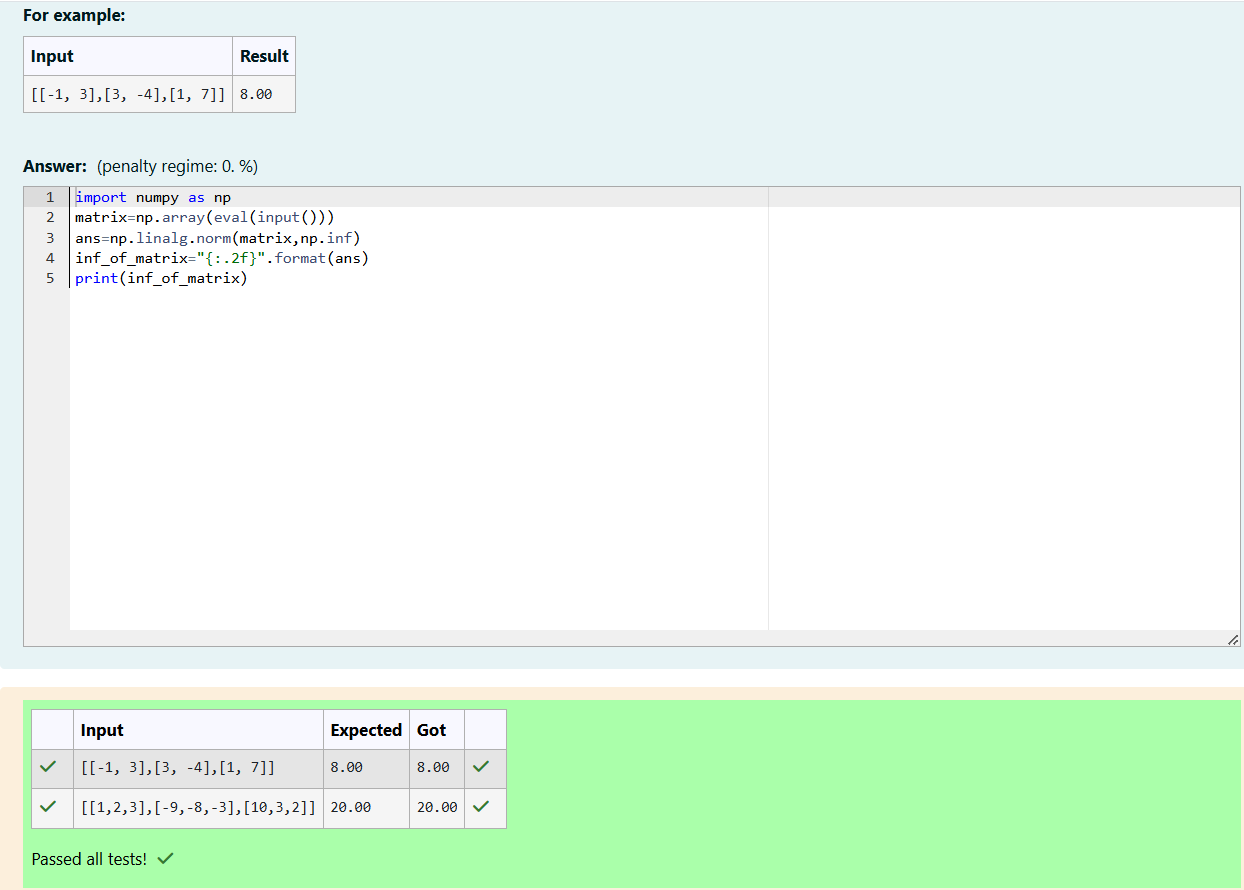 For example:
Input Result
[[-1, 3],[3, -4],[1, 7]] 8.00
Answer: (penalty regime: 0. %)
1 import numpy as np
2 matrix=np.array(eval(input()))
3 ans=np.linalg.norm(matrix,np.inf)
4 inf_of_matrix="{:.2f}".format(ans)
5 print(inf_of_matrix)
Input Expected Got
[[-1, 3],[3, -4],[1, 7]] 8.00 8.00
[[1,2,3],[-9,-8,-3],[10,3,2]] 20.00 20.00
Passed all tests!